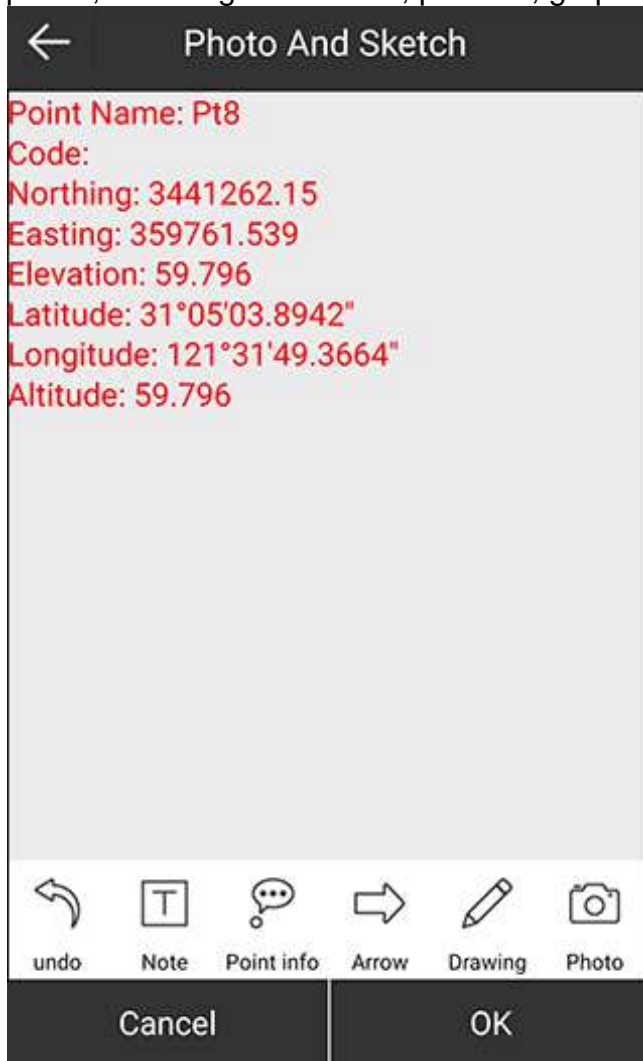 Photo And Sketch
Point Name: Pt8
Code:
Northing: 3441262.15
Easting: 359761.539
Elevation: 59.796
Latitude: 31°05'03.8942"
Longitude: 121°31'49.3664"
Altitude: 59.796
T
undo Note Point info Arrow Drawing Photo
Cancel OK